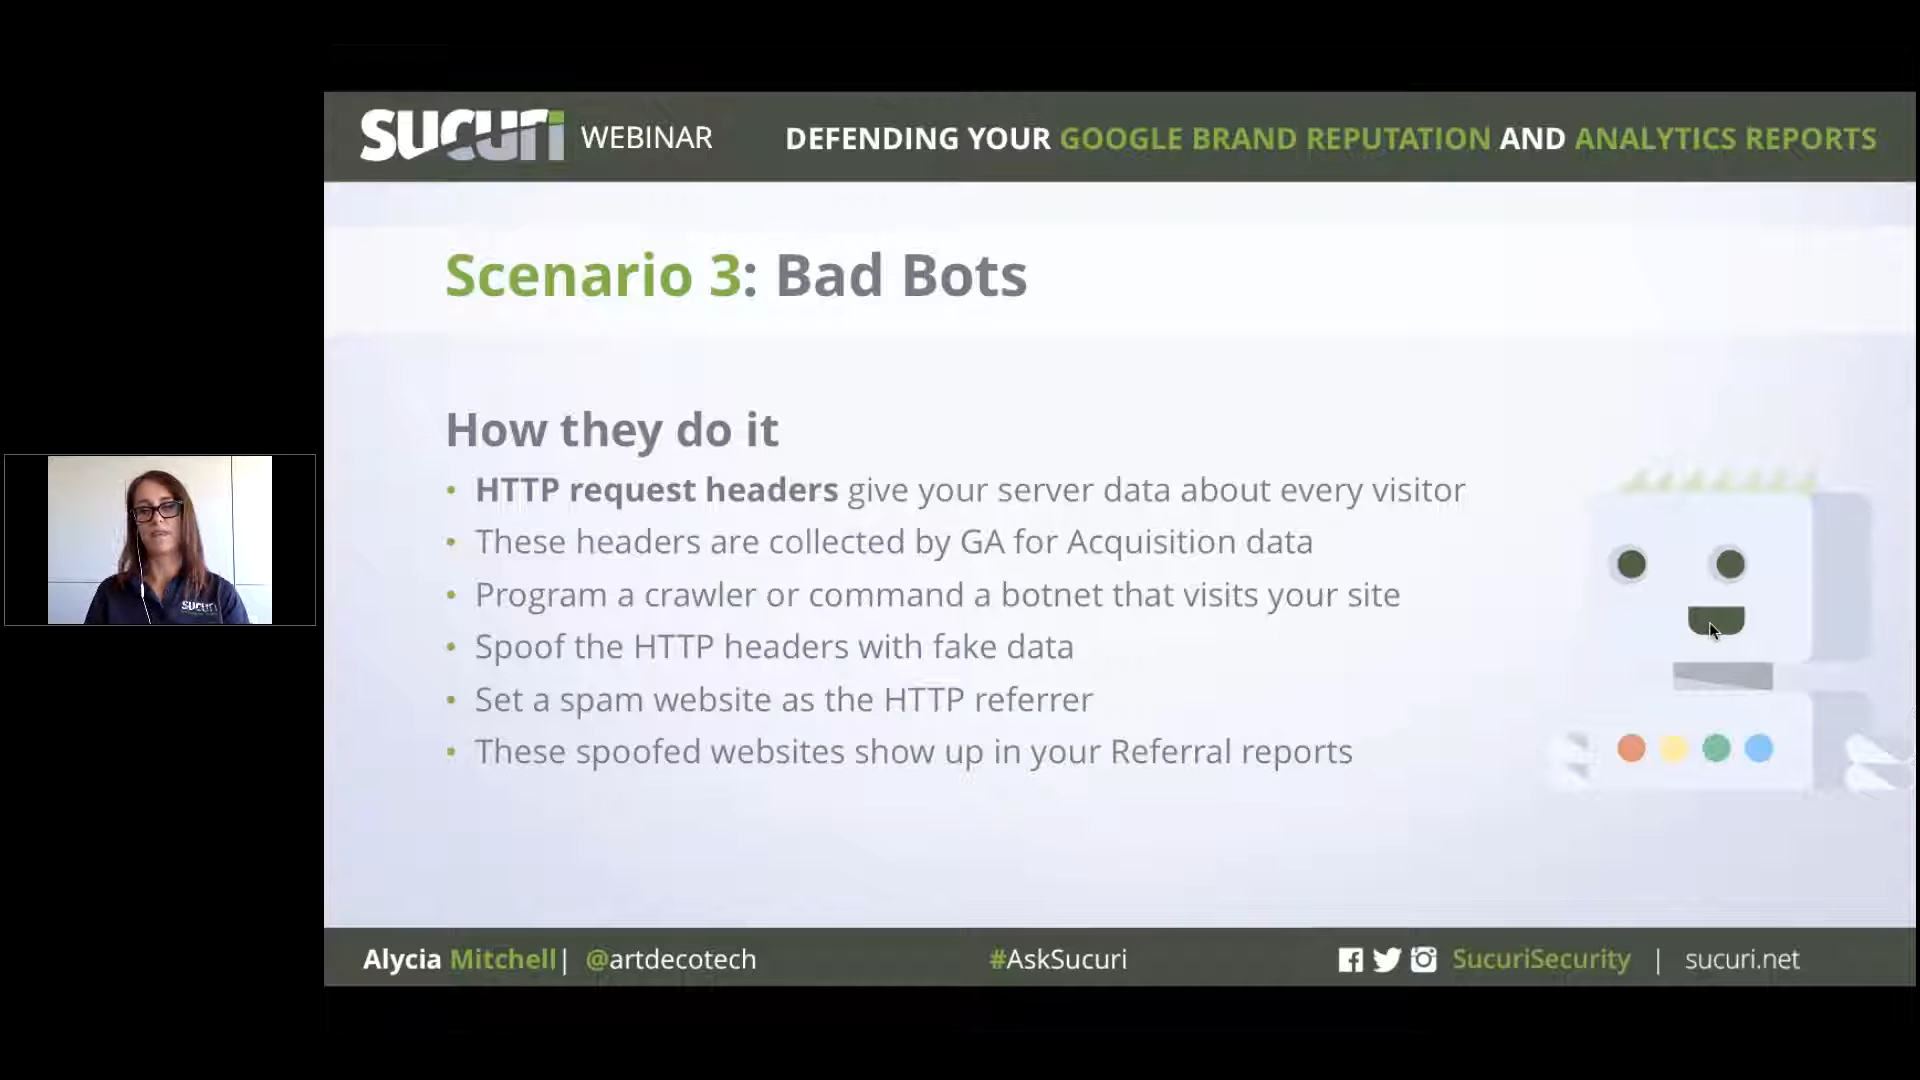 sucuri WEBINAR DEFENDING YOUR GOOGLE BRAND REPUTATION AND ANALYTICS REPORTS
Scenario 3: Bad Bots
How they do it
• HTTP request headers give your server data about every visitor
• These headers are collected by GA for Acquisition data
• Program a crawler or command a botnet that visits your site
• Spoof the HTTP headers with fake data
• Set a spam website as the HTTP referrer
• These spoofed websites show up in your Referral reports
SUCURI
Alycia Mitchell| @artdecotech #AskSucuri SucuriSecurity | sucuri.net